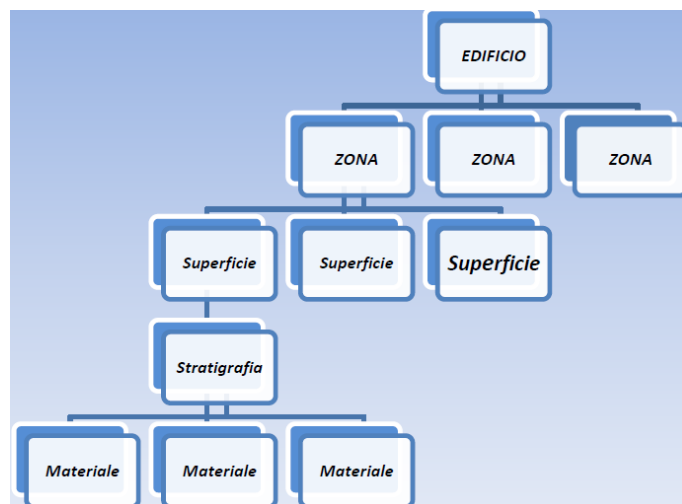 EDIFICIO
ZONA
ZONA
ZONA
Superficie
Superficie
Superficie
Stratigrafia
Materiale
Materiale
Materiale